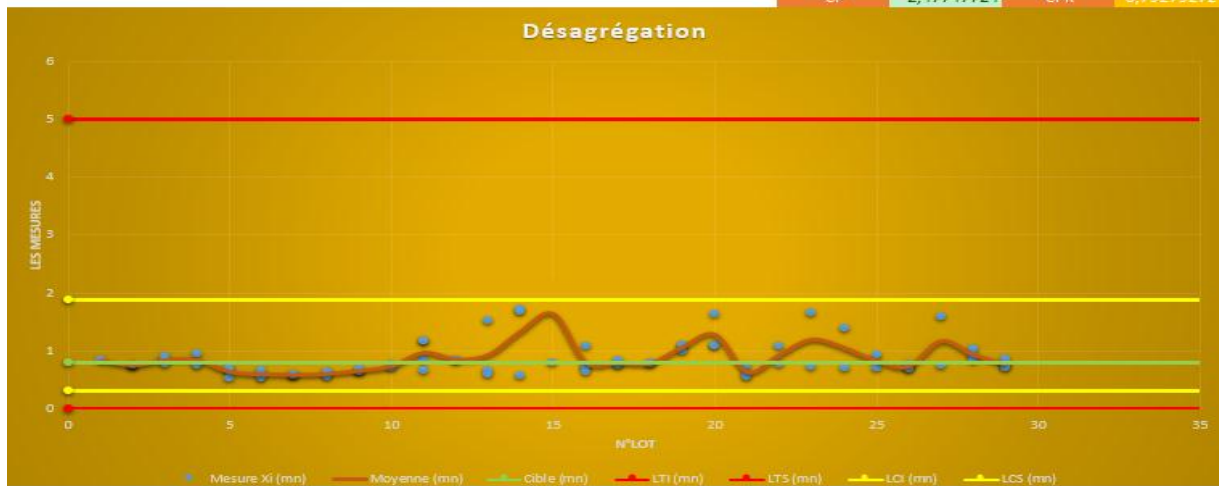 Désagrégation
6
5
4
3
2
1
0
LES MESURES
0 5 10 15 20 25 30 35
N°LOT
Mesure Xi (mn) Moyenne (mn) Cible (mn) LTI (mn) LTS (mn) LCI (mn) LCS (mn)